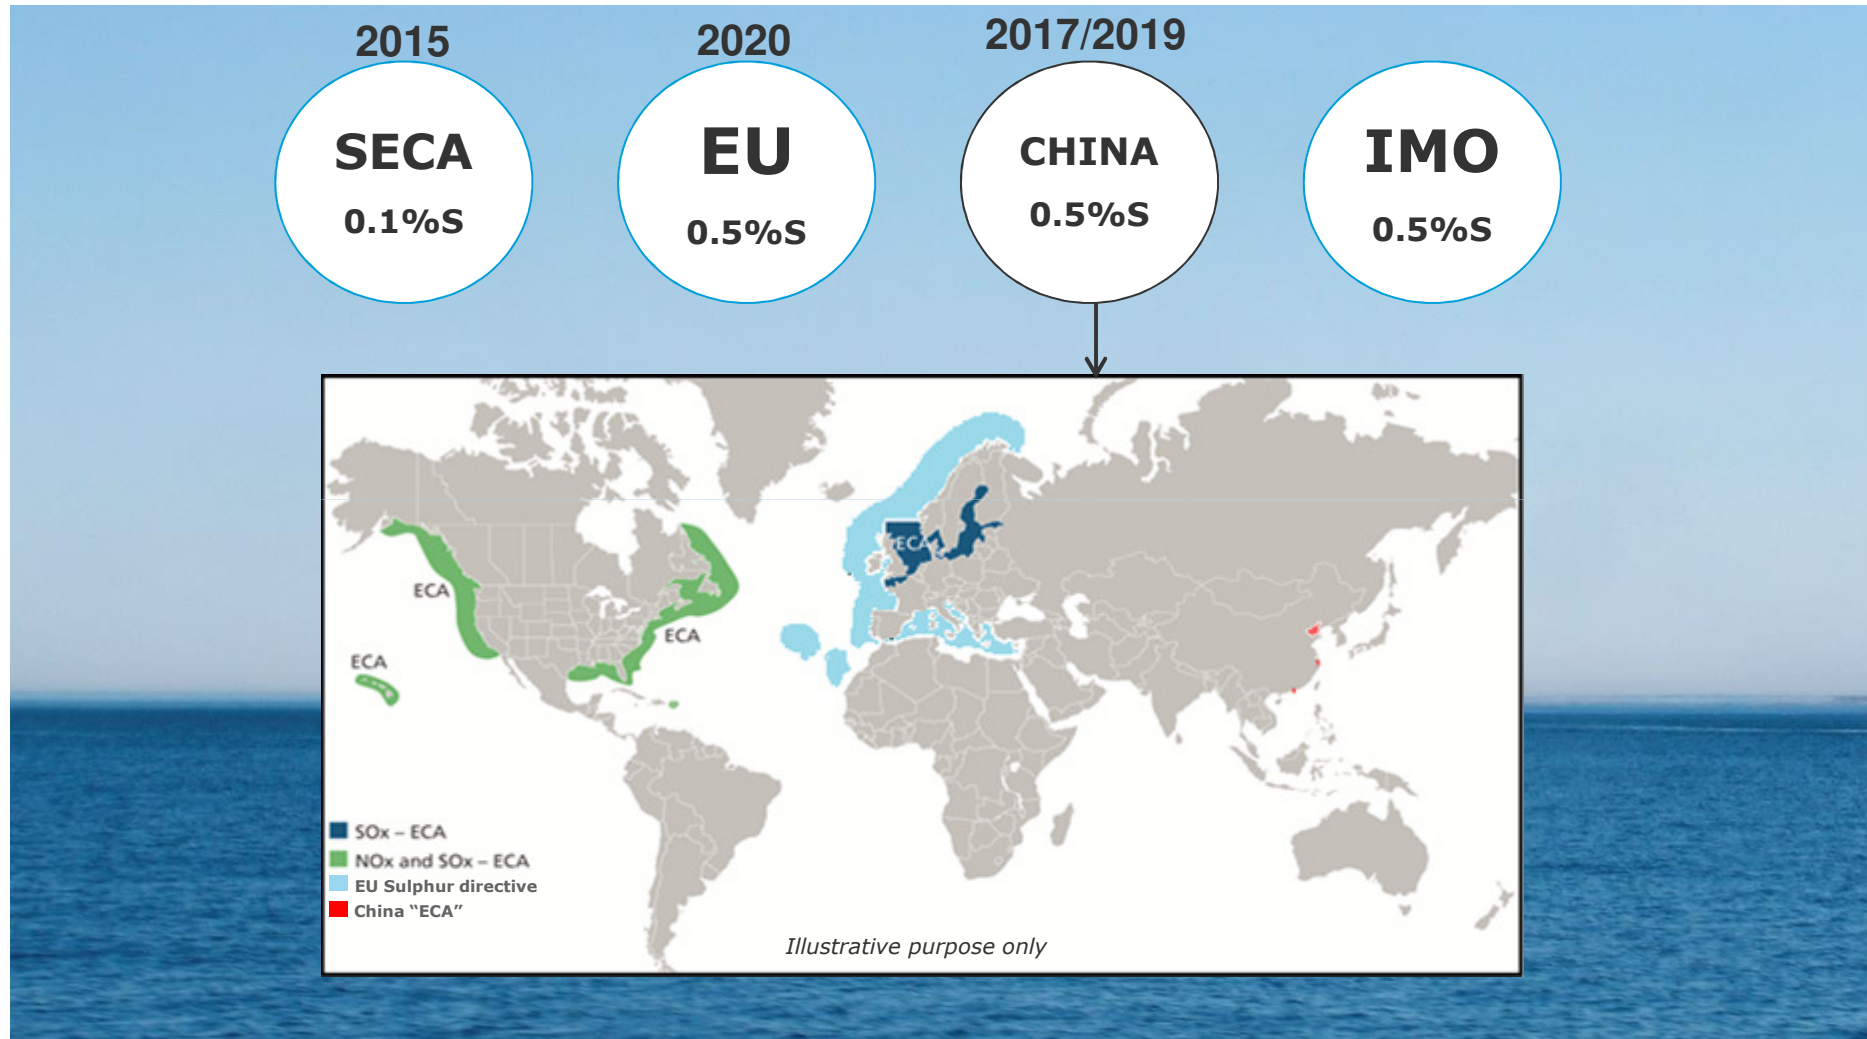 2015
2020
2017/2019
SECA
0.1%S
EU
0.5%S
CHINA
0.5%S
IMO
0.5%S
ECA
ECA
ECA
ECA
SOx – ECA
NOx and SOx – ECA
EU Sulphur directive
China “ECA”
Illustrative purpose only